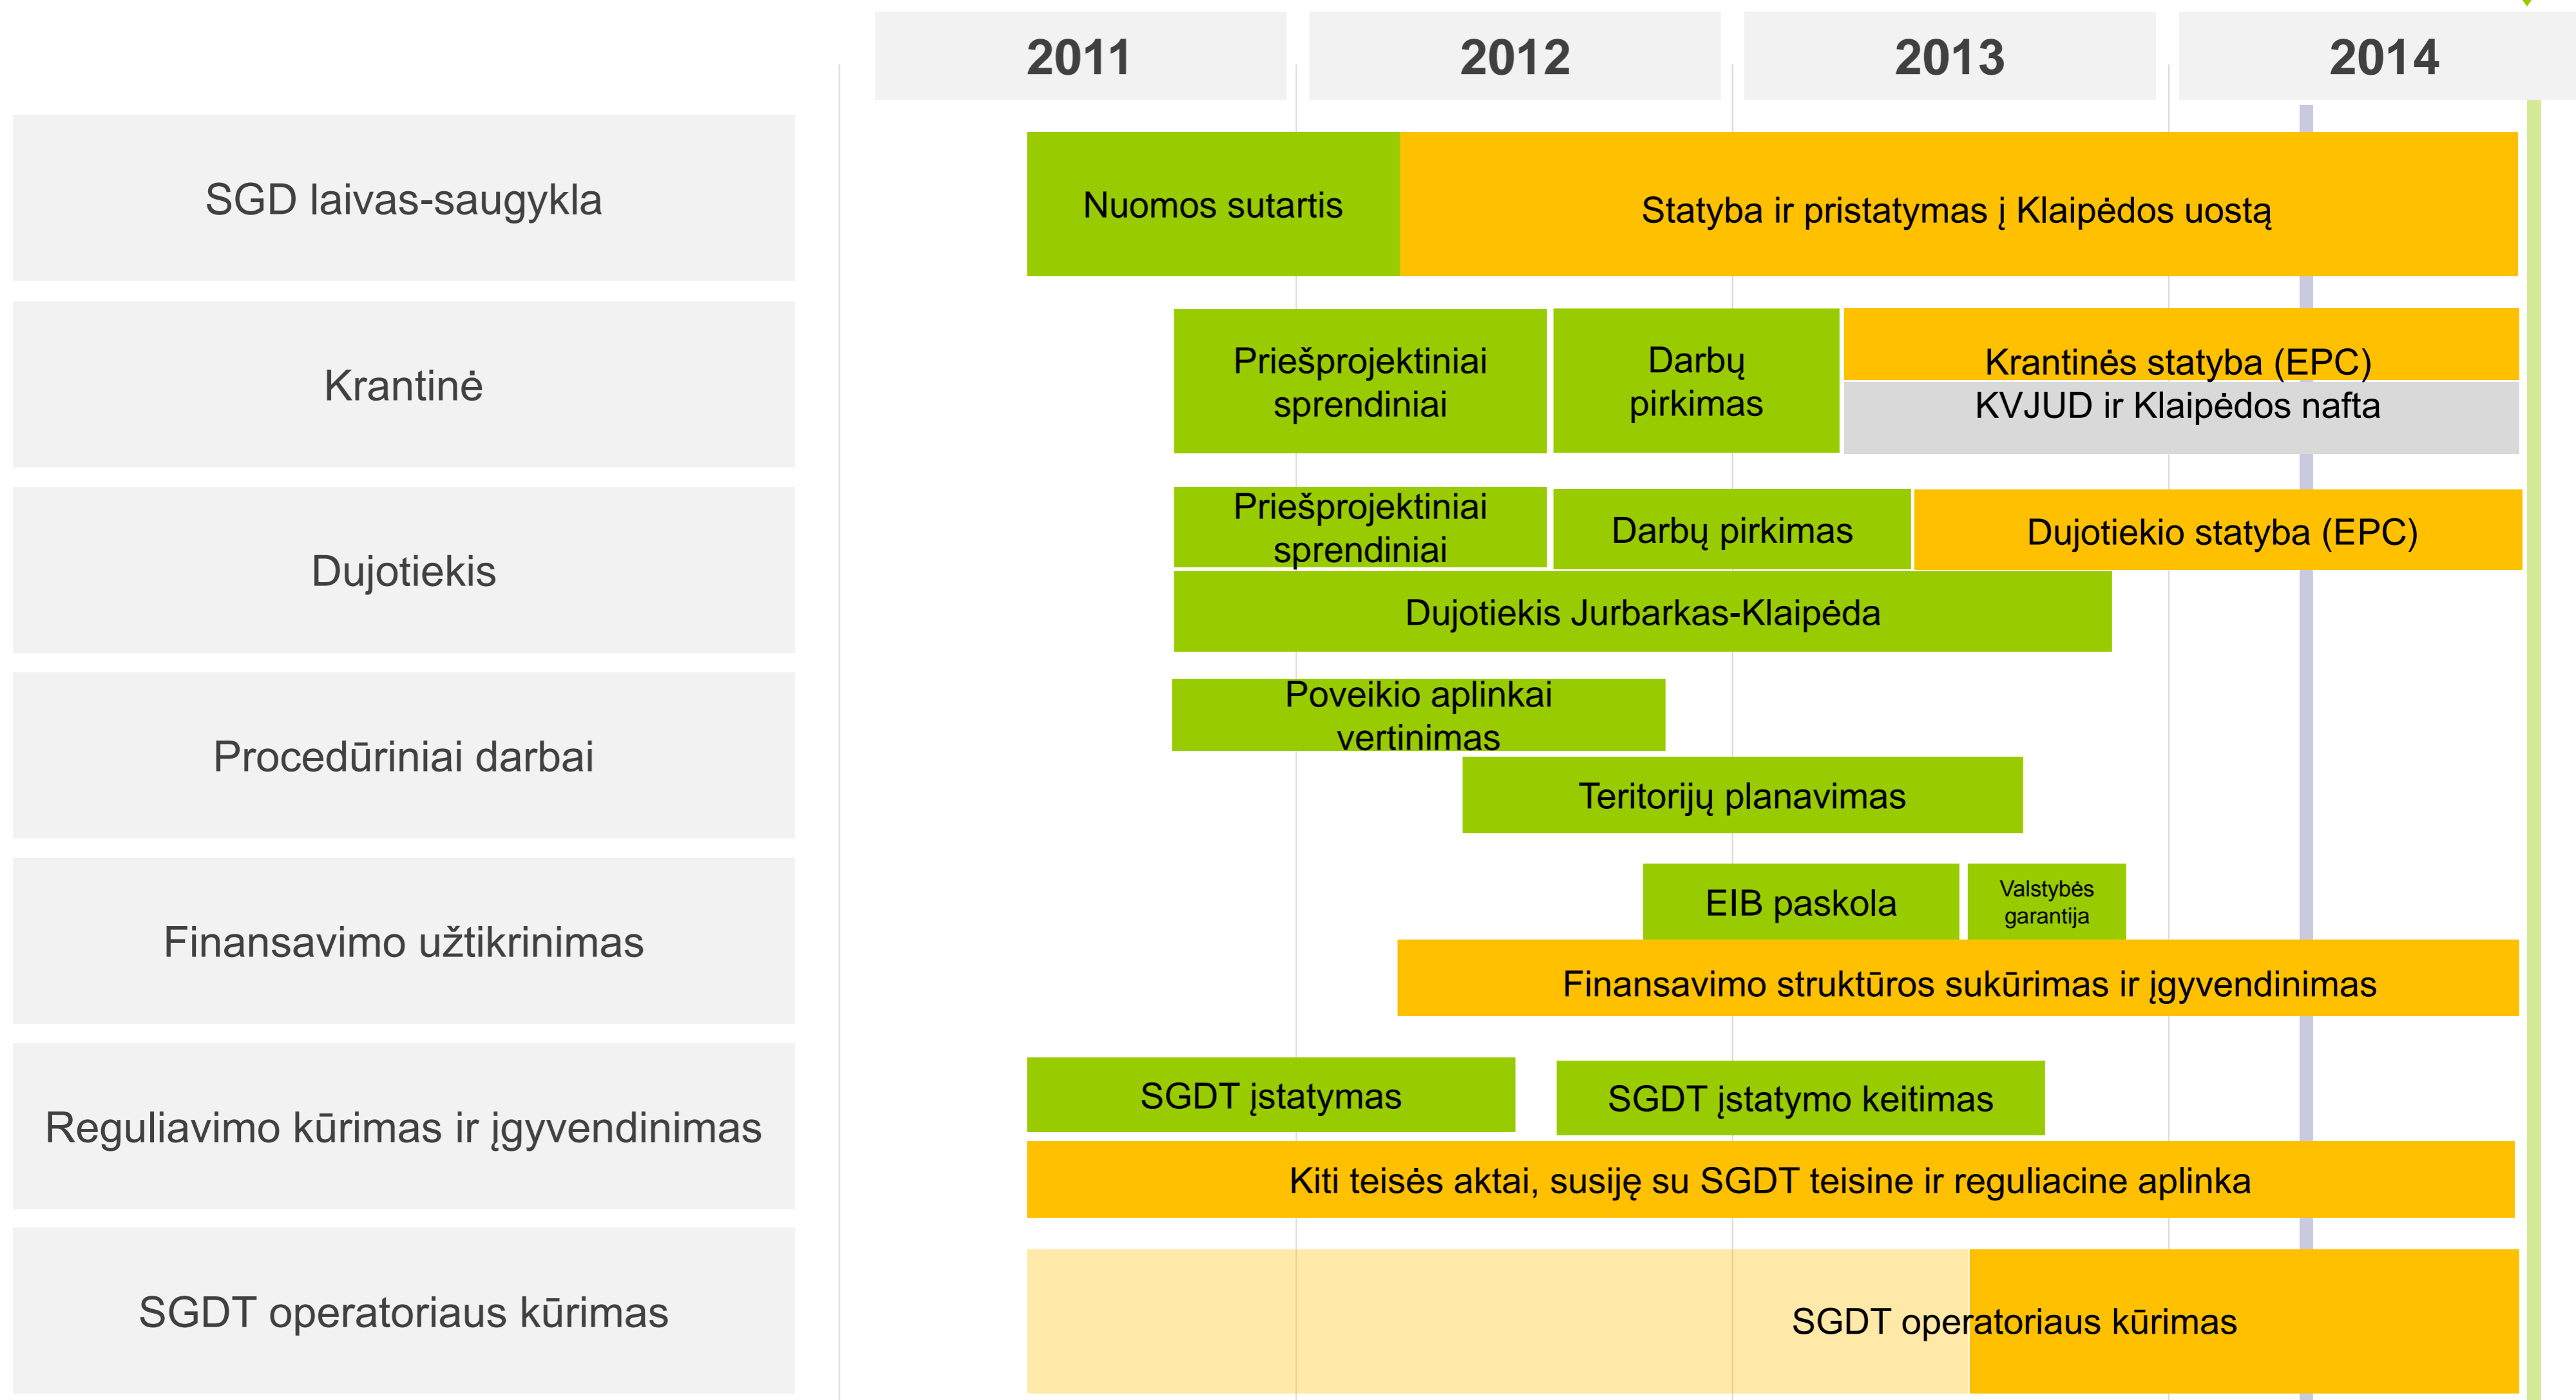 2011
2012
2013
2014
SGD laivas-saugykla
Nuomos sutartis
Statyba ir pristatymas į Klaipėdos uostą
Krantinė
Priešprojektiniai
sprendiniai
Darbų
pirkimas
Krantinės statyba (EPC)
KVJUD ir Klaipėdos nafta
Dujotiekis
Priešprojektiniai
sprendiniai
Darbų pirkimas
Dujotiekio statyba (EPC)
Dujotiekis Jurbarkas-Klaipėda
Procedūriniai darbai
Poveikio aplinkai
vertinimas
Teritorijų planavimas
Finansavimo užtikrinimas
EIB paskola
Valstybės
garantija
Finansavimo struktūros sukūrimas ir įgyvendinimas
Reguliavimo kūrimas ir įgyvendinimas
SGDT įstatymas
SGDT įstatymo keitimas
Kiti teisės aktai, susiję su SGDT teisine ir reguliacine aplinka
SGDT operatoriaus kūrimas
SGDT operatoriaus kūrimas